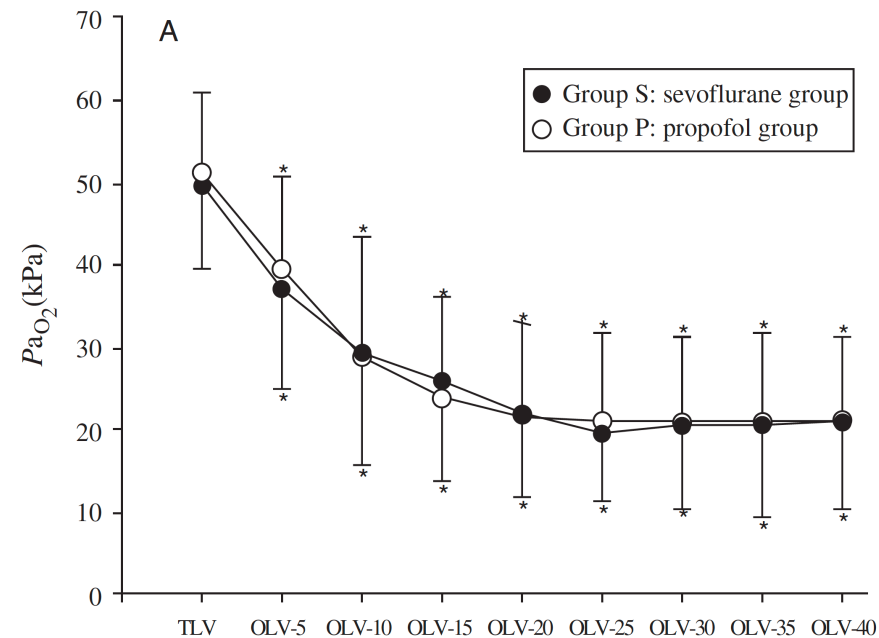 A
70
60
50
40
30
20
10
0
PaO2(kPa)
Group S: sevoflurane group
Group P: propofol group
* * * * * * * *
* * * * * * * *
TLV OLV-5 OLV-10 OLV-15 OLV-20 OLV-25 OLV-30 OLV-35 OLV-40